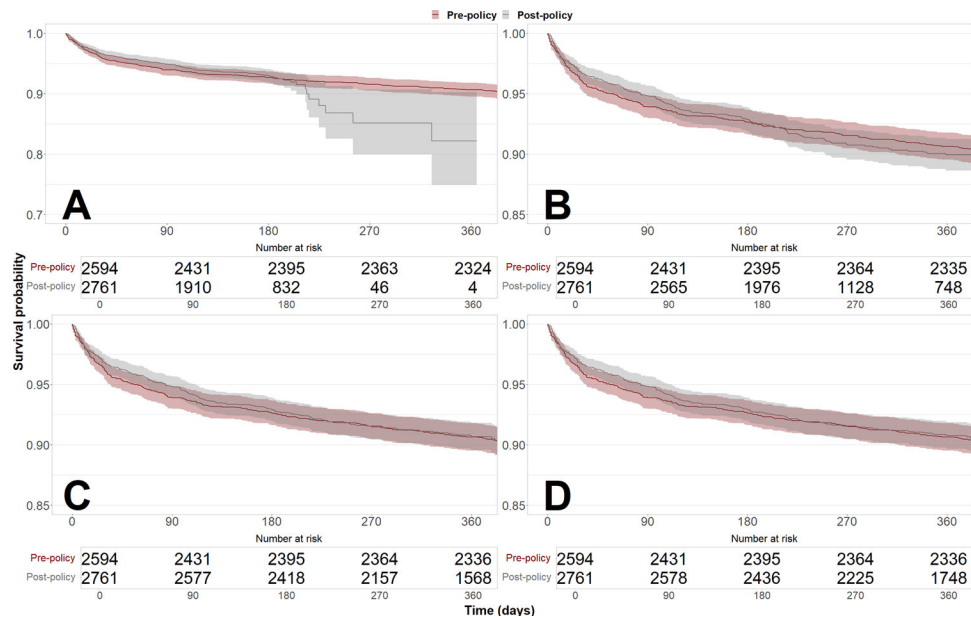 Pre-policy Post-policy
Survival probability
1.0
0.9
0.8
0.7
A
0 90 180 270 360
Number at risk
Pre-policy 2594 2431 2395 2363 2324
Post-policy 2761 1910 832 46 4
0 90 180 270 360
1.00
0.95
0.90
0.85
B
0 90 180 270 360
Number at risk
Pre-policy 2594 2431 2395 2364 2335
Post-policy 2761 2565 1976 1128 748
0 90 180 270 360
1.00
0.95
0.90
0.85
C
0 90 180 270 360
Number at risk
Pre-policy 2594 2431 2395 2364 2336
Post-policy 2761 2577 2418 2157 1568
0 90 180 270 360
1.00
0.95
0.90
0.85
D
0 90 180 270 360
Number at risk
Pre-policy 2594 2431 2395 2364 2336
Post-policy 2761 2578 2436 2225 1748
0 90 180 270 360
Time (days)